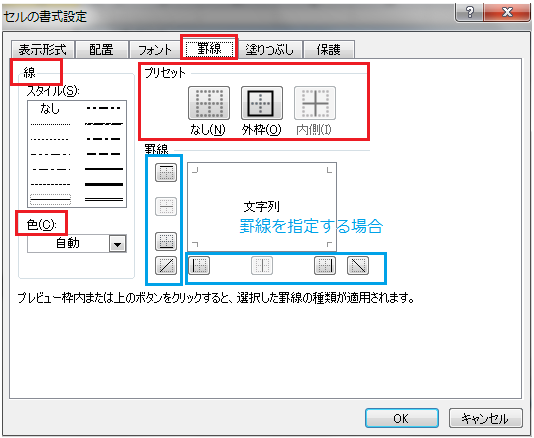 セルの書式設定
表示形式 配置 フォント 罫線 塗りつぶし 保護
線
スタイル(S):
なし
色(C):
自動
プリセット
なし(N) 外枠(O) 内側(I)
罫線
文字列
罫線を指定する場合
プレビュー枠内または上のボタンをクリックすると、選択した罫線の種類が適用されます。
OK キャンセル